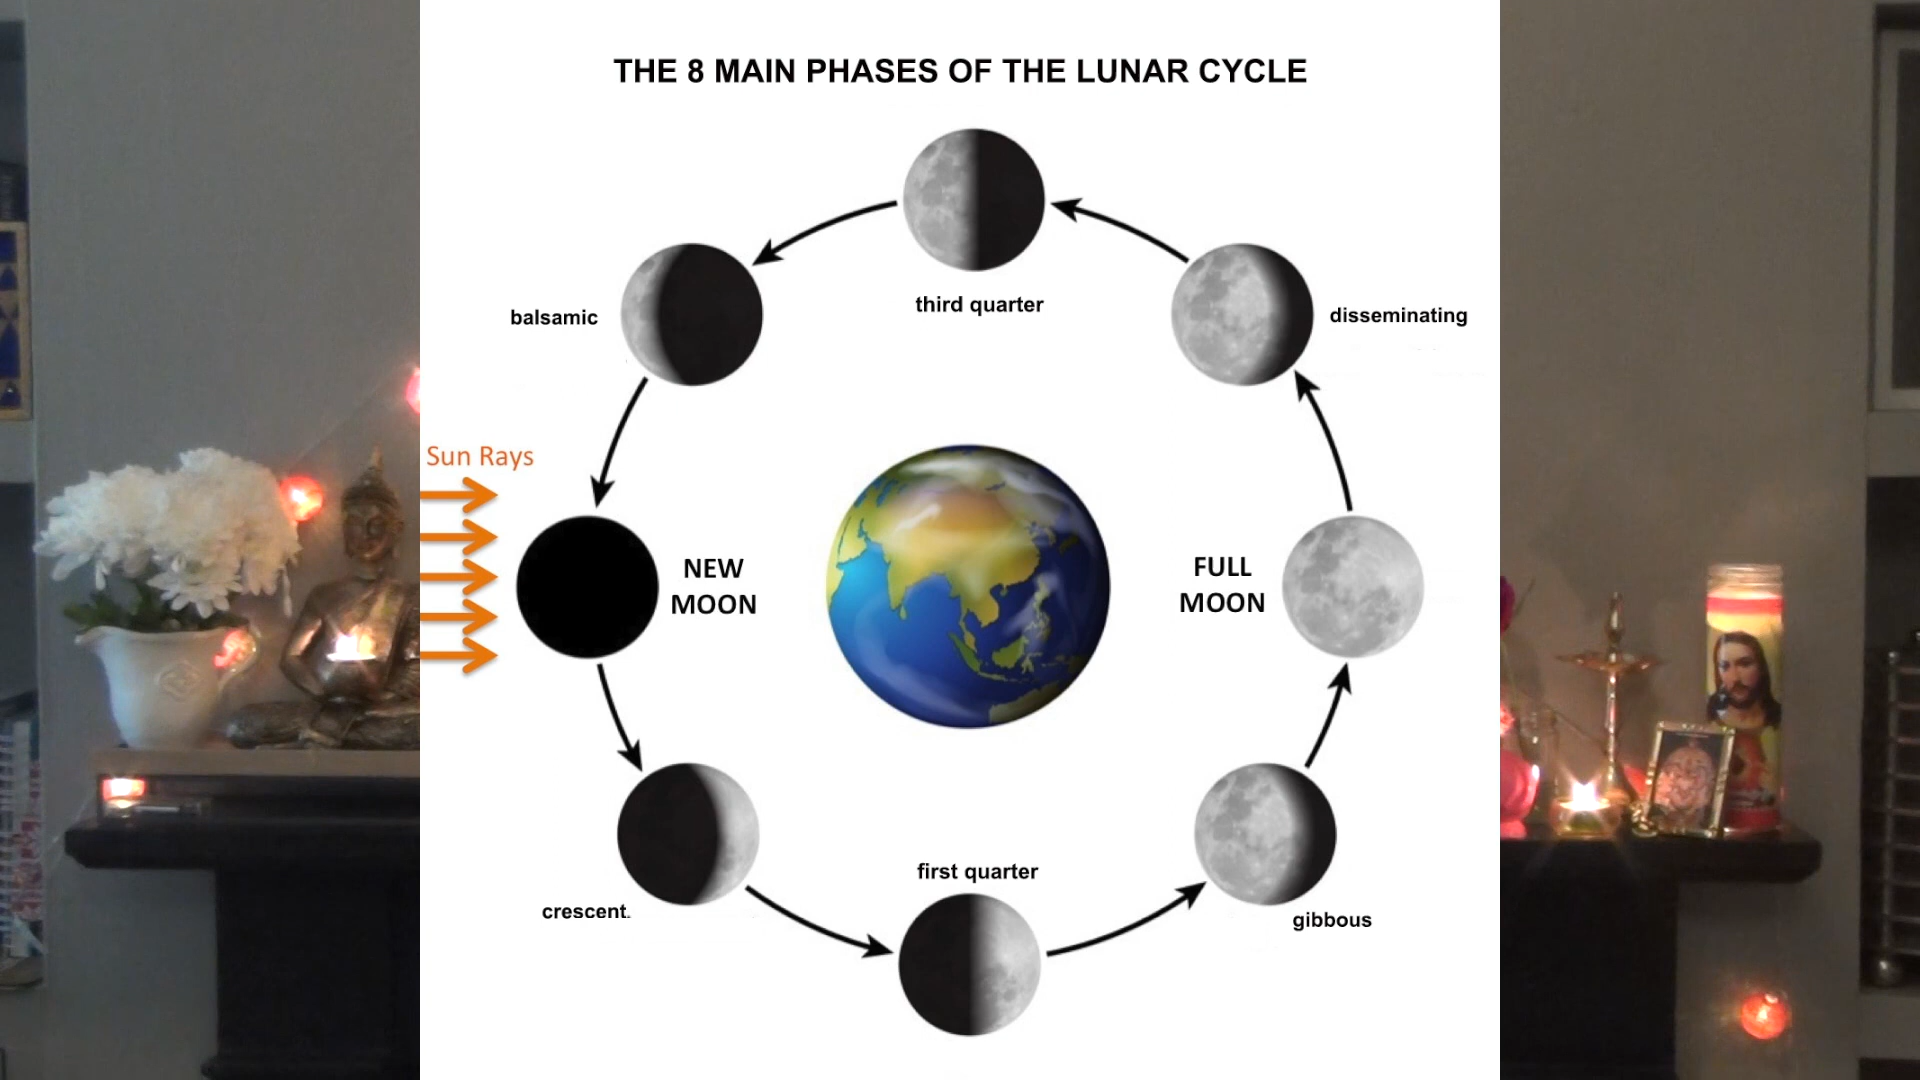 THE 8 MAIN PHASES OF THE LUNAR CYCLE
third quarter
balsamic
disseminating
Sun Rays
NEW
MOON
FULL
MOON
first quarter
crescent.
gibbous